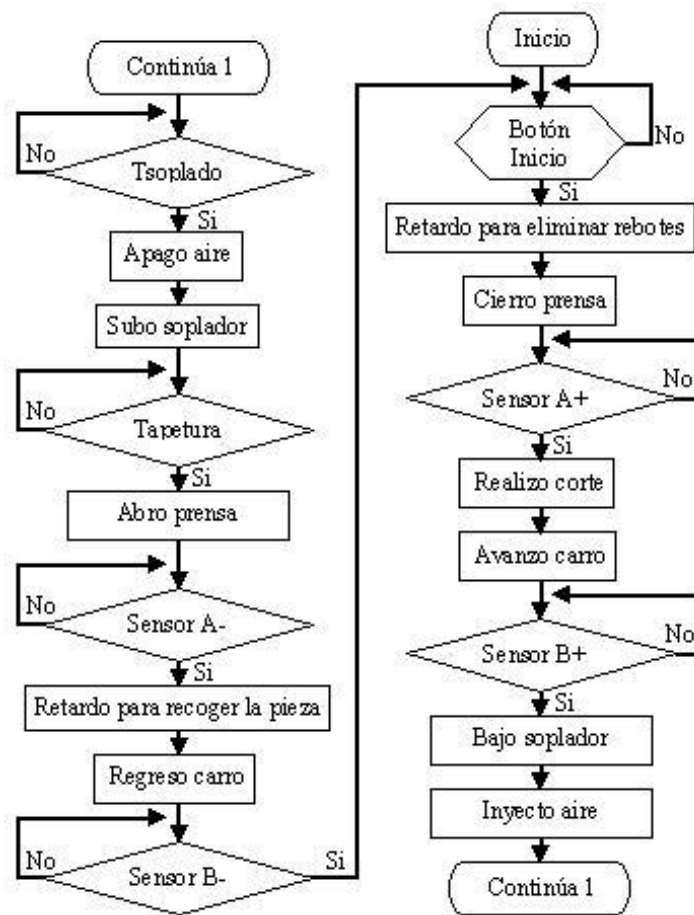 Continúa 1
No
Tsoplado
Si
Apago aire
Subo soplador
No
Tapetura
Si
Abro prensa
No
Sensor A-
Si
Retardo para recoger la pieza
Regreso carro
No
Sensor B-
Si
Inicio
Botón
Inicio
No
Si
Retardo para eliminar rebotes
Cierro prensa
No
Sensor A+
Si
Realizo corte
Avanzo carro
No
Sensor B+
Si
Bajo soplador
Inyecto aire
Continúa 1